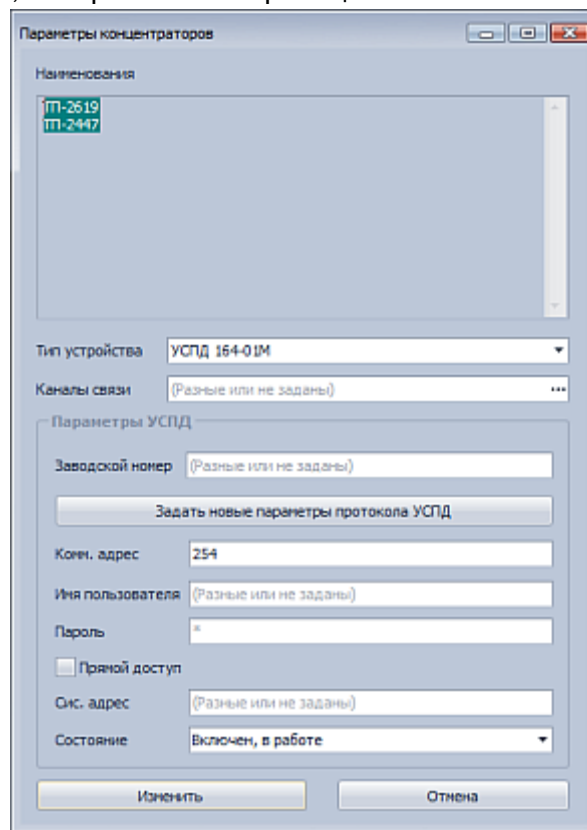 Параметры концентраторов
Наименования
ТП-2619
ТП-2447
Тип устройства УСПД 164-01М
Каналы связи (Разные или не заданы) ...
Параметры УСПД
Заводской номер (Разные или не заданы)
Задать новые параметры протокола УСПД
Комм. адрес 254
Имя пользователя (Разные или не заданы)
Пароль *
Прямой доступ
Сис. адрес (Разные или не заданы)
Состояние Включен, в работе
Изменить Отмена